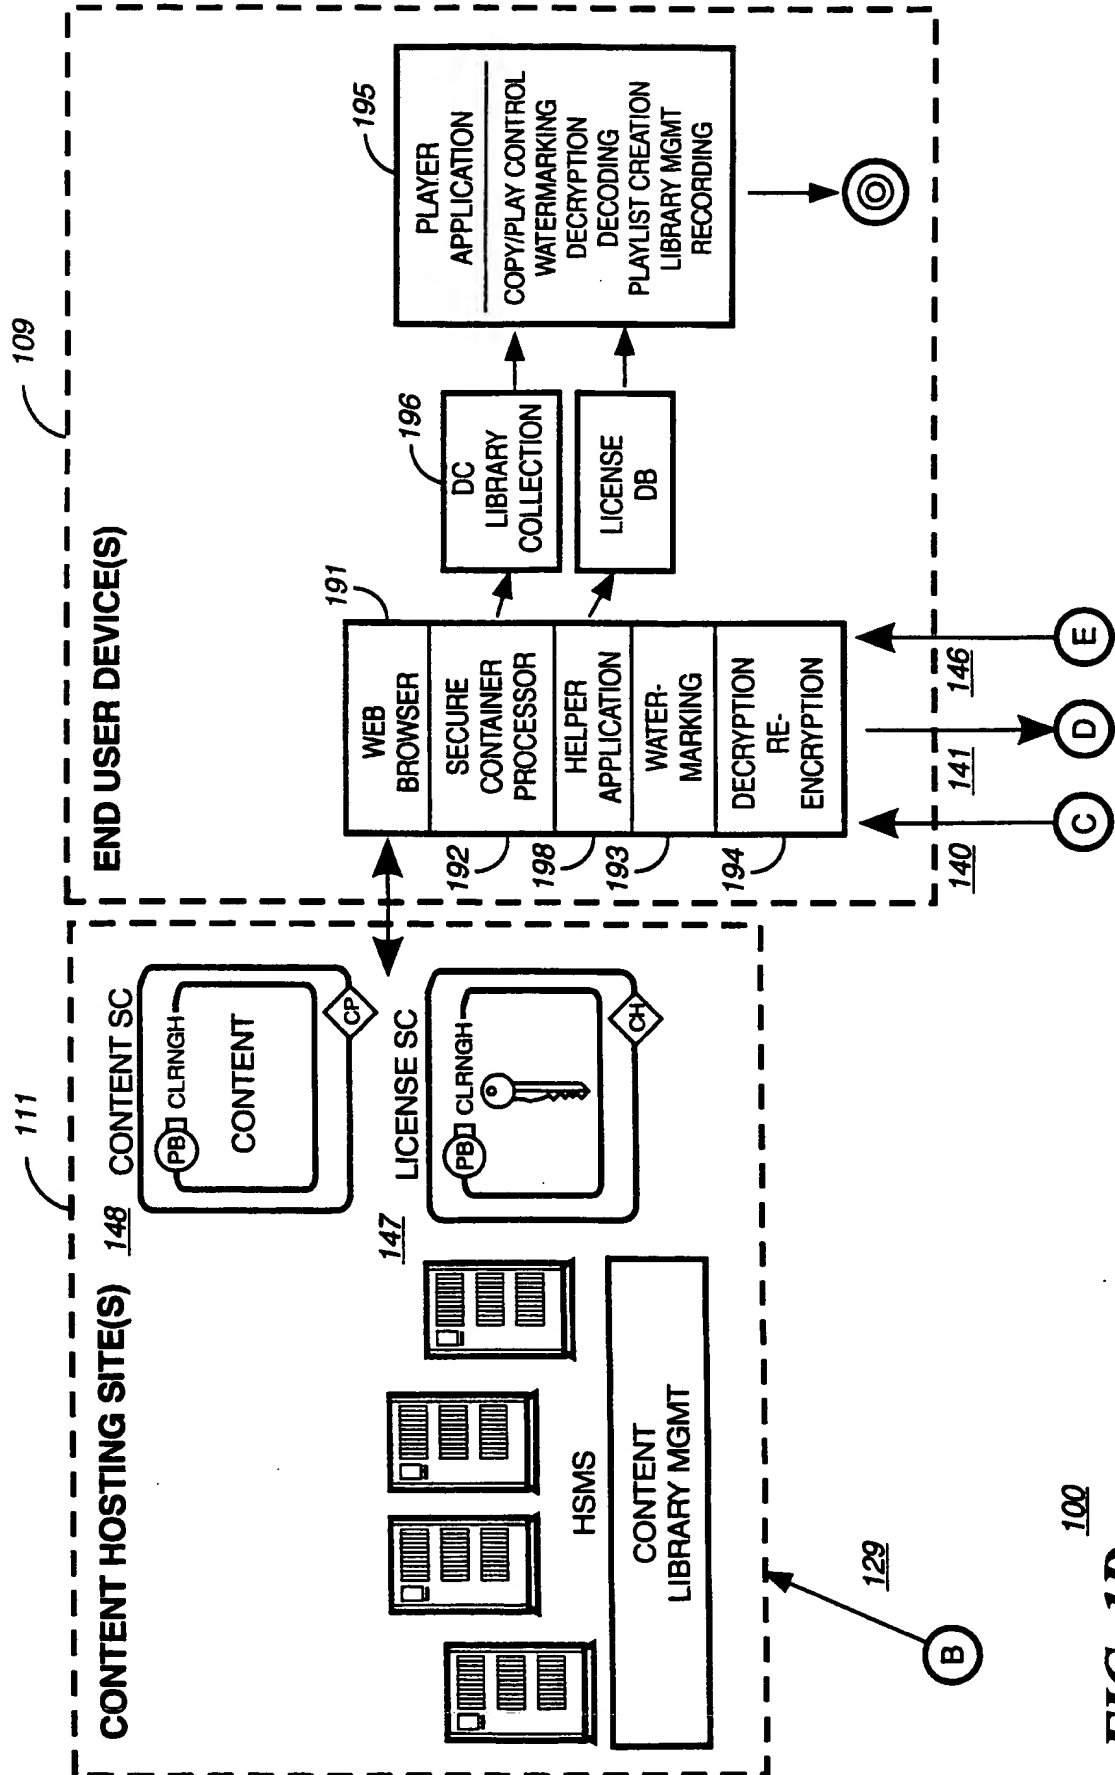 111
CONTENT HOSTING SITE(S)
148
CONTENT SC
PB
CLRNGH
CONTENT
CP
147
LICENSE SC
PB
CLRNGH
CH
HSMS
CONTENT
LIBRARY MGMT
129
B
109
END USER DEVICE(S)
191
WEB
BROWSER
192
SECURE
CONTAINER
PROCESSOR
198
HELPER
APPLICATION
193
WATER-
MARKING
194
DECRYPTION
RE-
ENCRYPTION
196
DC
LIBRARY
COLLECTION
LICENSE
DB
195
PLAYER
APPLICATION
COPY/PLAY CONTROL
WATERMARKING
DECRYPTION
DECODING
PLAYLIST CREATION
LIBRARY MGMT
RECORDING
140
141
146
C
D
E
100